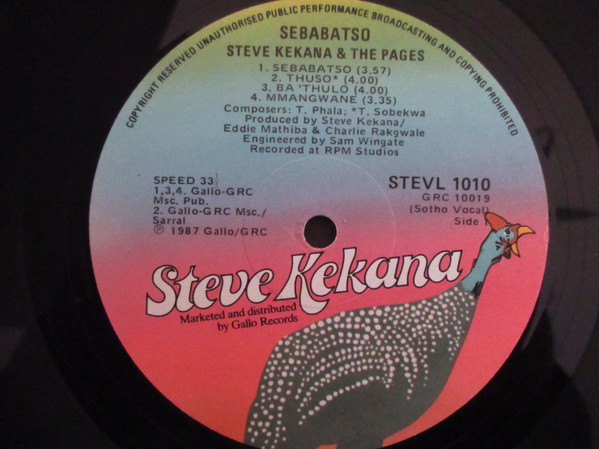 COPYRIGHT RESERVED UNAUTHORISED PUBLIC PERFORMANCE BROADCASTING AND COPYING PROHIBITED
SEBABATSO
STEVE KEKANA & THE PAGES
1. SEBABATSO (3.57)
2. THUSO* (4.00)
3. BA 'THULO (4.00)
4. MMANGWANE (3.35)
Composers: T. Phala; *T. Sobekwa
Produced by Steve Kekana/
Eddie Mathiba & Charlie Rakgwale
Engineered by Sam Wingate
Recorded at RPM Studios
SPEED 33⅓
1,3,4. Gallo-GRC
Msc. Pub.
2. Gallo-GRC Msc./
Sarral
℗ 1987 Gallo/GRC
STEVL 1010
GRC 10019
(Sotho Vocal)
Side
Steve Kekana
Marketed and distributed
by Gallo Records